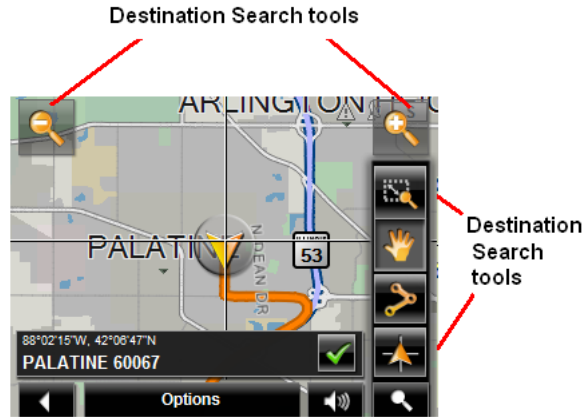 Destination Search tools
ARLINGTON H
PALATINE
N DEAN DR
ILLINOIS
53
Destination
Search
tools
88°02'15"W, 42°06'47"N
PALATINE 60067
Options